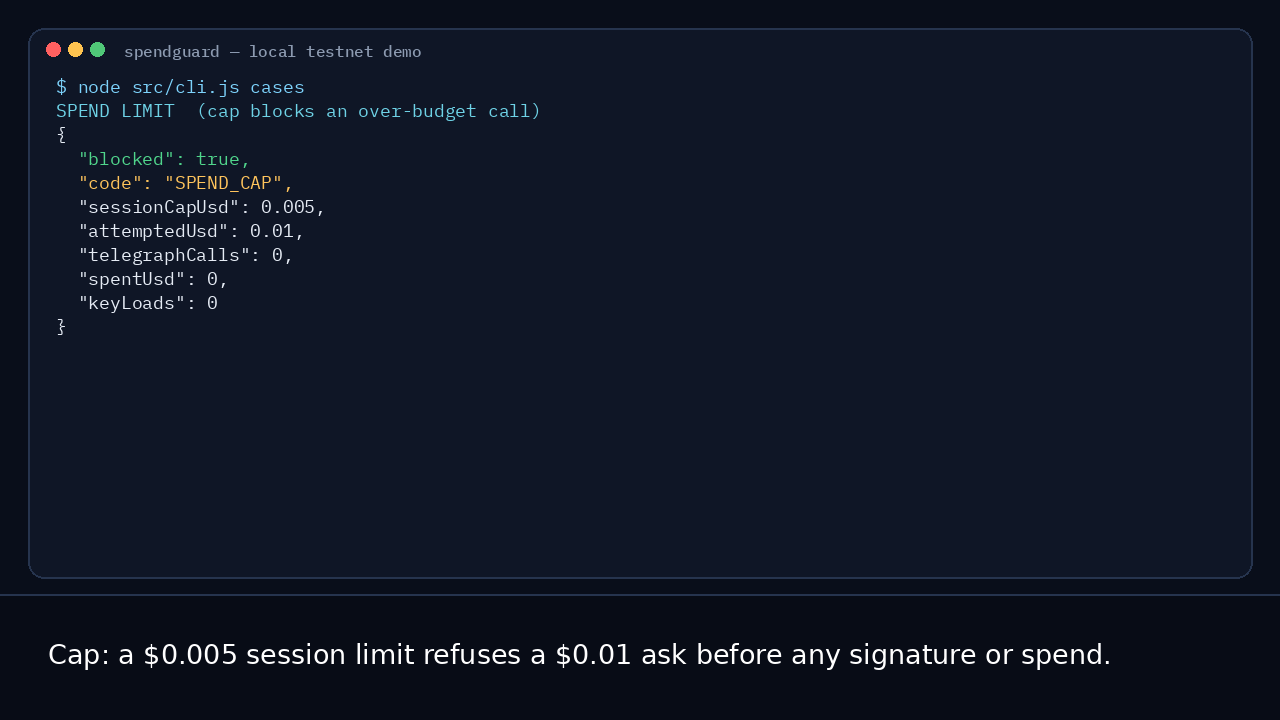 spendguard — local testnet demo
$ node src/cli.js cases
SPEND LIMIT  (cap blocks an over-budget call)
{
  "blocked": true,
  "code": "SPEND_CAP",
  "sessionCapUsd": 0.005,
  "attemptedUsd": 0.01,
  "telegraphCalls": 0,
  "spentUsd": 0,
  "keyLoads": 0
}
Cap: a $0.005 session limit refuses a $0.01 ask before any signature or spend.